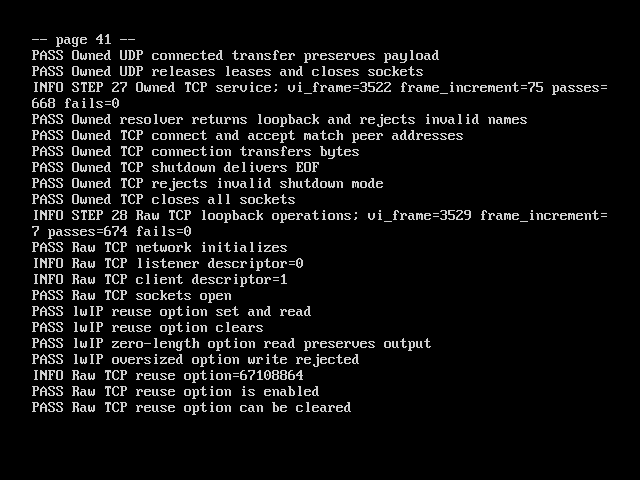 -- page 41 --
PASS Owned UDP connected transfer preserves payload
PASS Owned UDP releases leases and closes sockets
INFO STEP 27 Owned TCP service; vi_frame=3522 frame_increment=75 passes=
668 fails=0
PASS Owned resolver returns loopback and rejects invalid names
PASS Owned TCP connect and accept match peer addresses
PASS Owned TCP connection transfers bytes
PASS Owned TCP shutdown delivers EOF
PASS Owned TCP rejects invalid shutdown mode
PASS Owned TCP closes all sockets
INFO STEP 28 Raw TCP loopback operations; vi_frame=3529 frame_increment=
7 passes=674 fails=0
PASS Raw TCP network initializes
INFO Raw TCP listener descriptor=0
INFO Raw TCP client descriptor=1
PASS Raw TCP sockets open
PASS lwIP reuse option set and read
PASS lwIP reuse option clears
PASS lwIP zero-length option read preserves output
PASS lwIP oversized option write rejected
INFO Raw TCP reuse option=67108864
PASS Raw TCP reuse option is enabled
PASS Raw TCP reuse option can be cleared